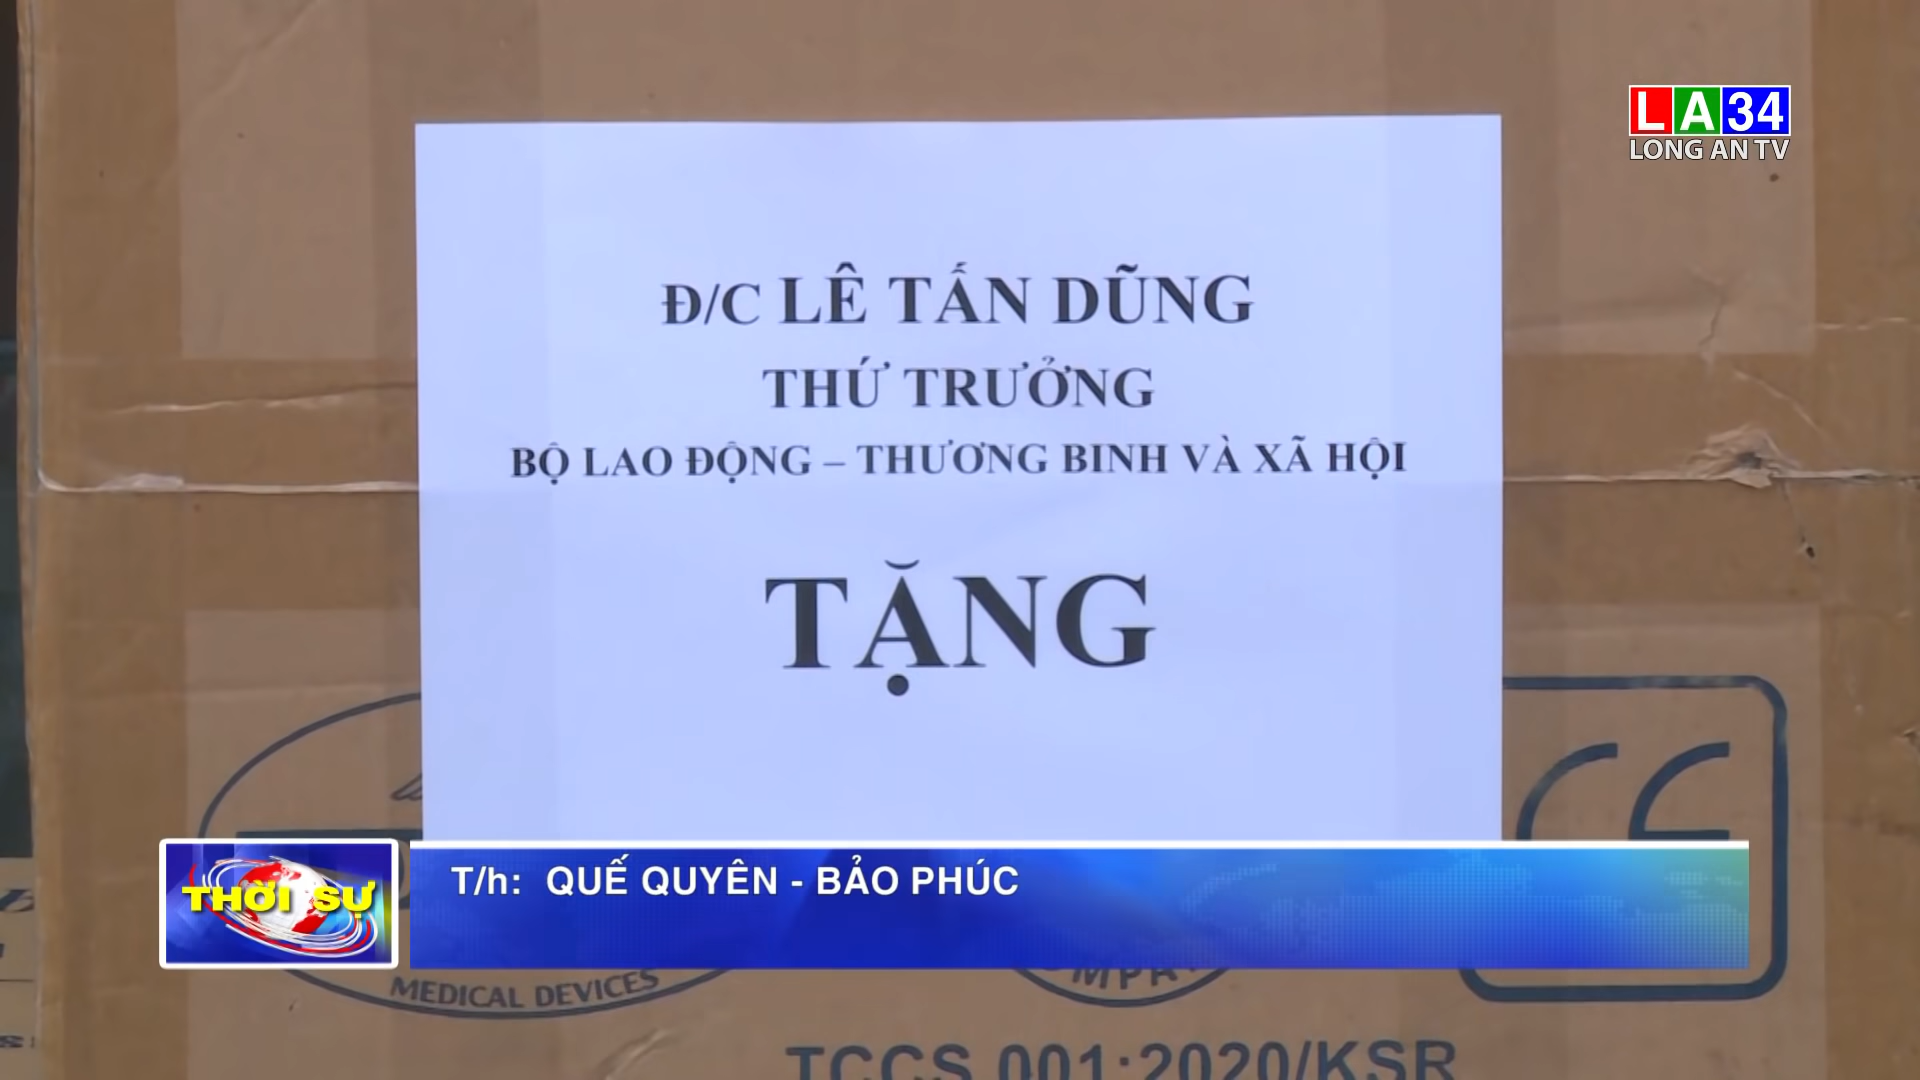 LA34
LONG AN TV
Đ/C LÊ TẤN DŨNG
THỨ TRƯỞNG
BỘ LAO ĐỘNG – THƯƠNG BINH VÀ XÃ HỘI
TẶNG
T/h: QUẾ QUYÊN - BẢO PHÚC
THỜI SỰ
MEDICAL DEVICES
CE
TCCS 001:2020/KSR